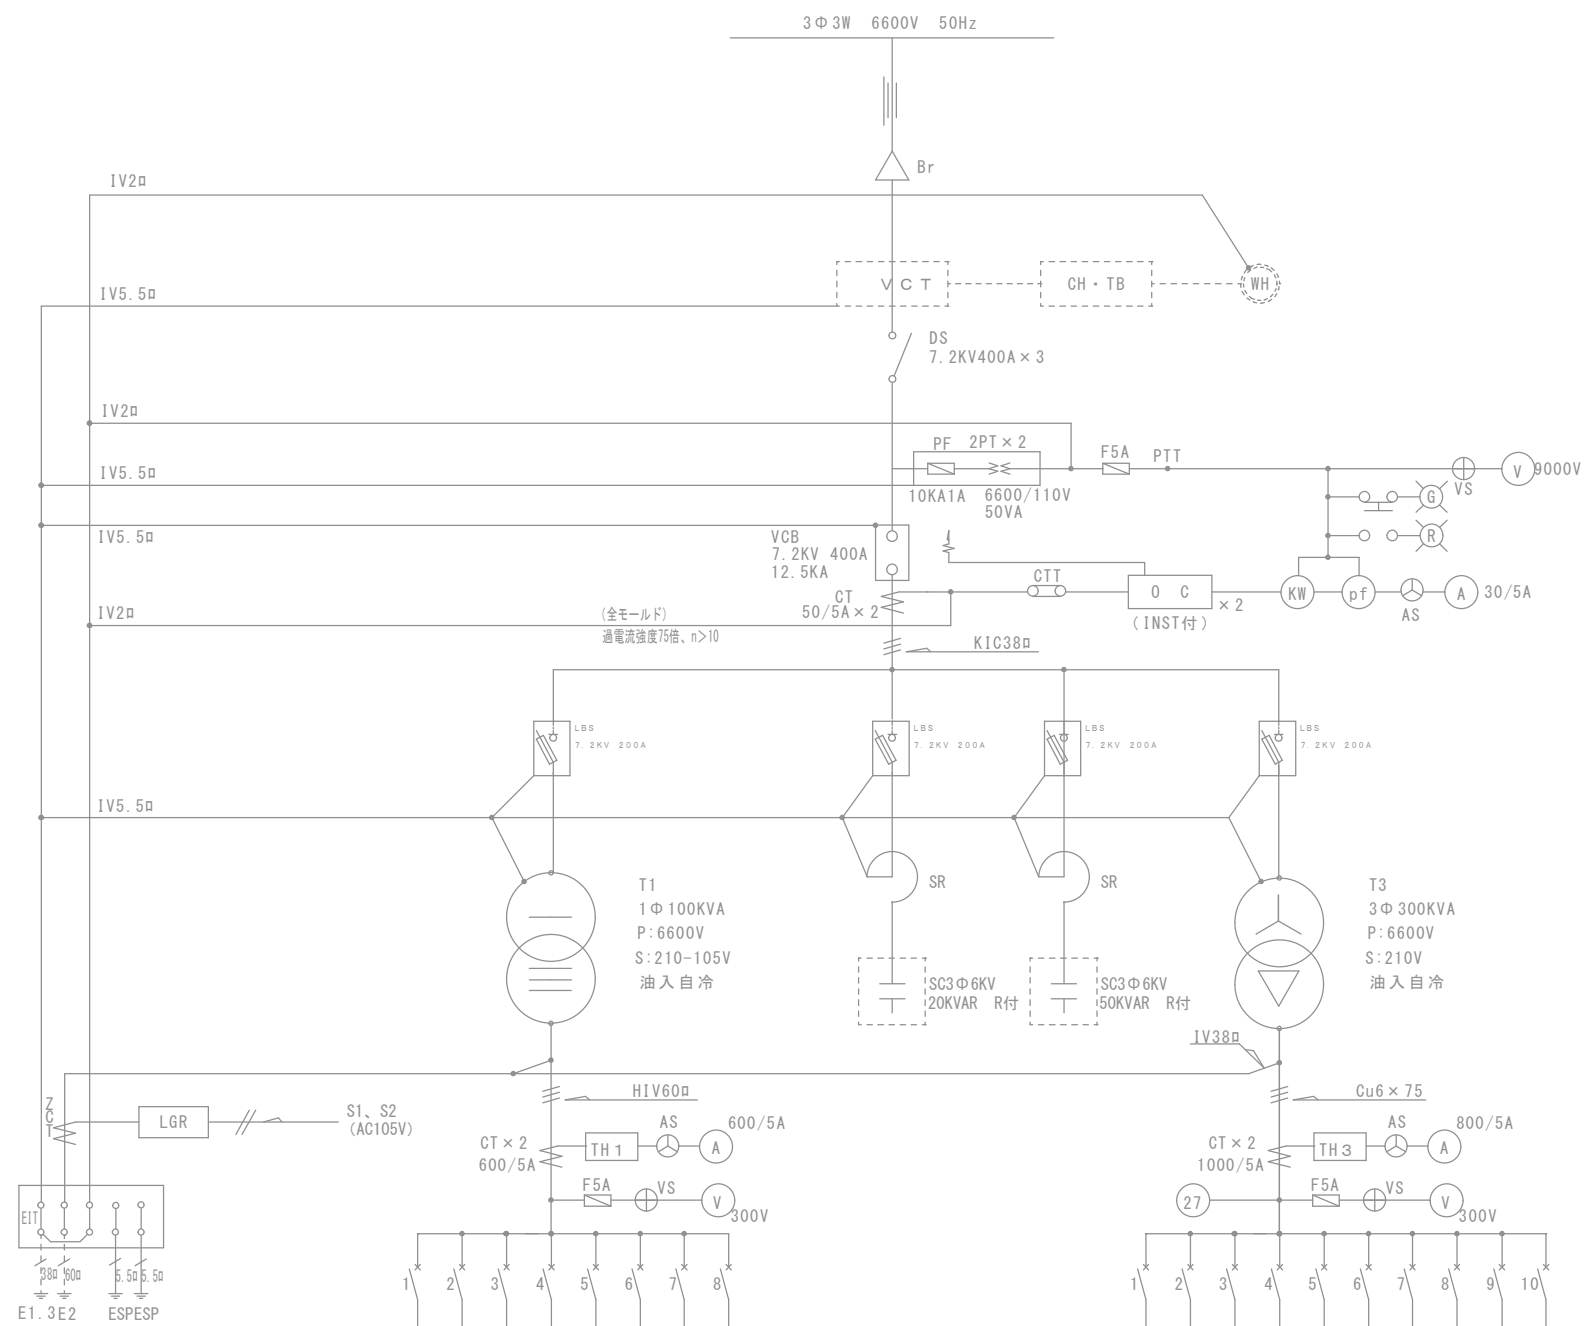 3Φ3W 6600V 50Hz
Br
IV2□
VCT
CH・TB
WH
IV5.5□
DS
7.2KV400A×3
IV2□
PF 2PT×2
F5A
PTT
V
9000V
VS
IV5.5□
10KA1A
6600/110V
50VA
G
R
IV5.5□
VCB
7.2KV 400A
12.5KA
CT
50/5A×2
CTT
O C
×2
(INST付)
KW
pf
AS
A
30/5A
IV2□
(全モールド)
過電流強度75倍、n>10
KIC38□
LBS
7.2KV 200A
LBS
7.2KV 200A
LBS
7.2KV 200A
LBS
7.2KV 200A
IV5.5□
SR
SR
T1
1Φ100KVA
P:6600V
S:210-105V
油入自冷
SC3Φ6KV
20KVAR R付
SC3Φ6KV
50KVAR R付
T3
3Φ300KVA
P:6600V
S:210V
油入自冷
IV38□
HIV60□
Cu6×75
ZCT
LGR
S1、S2
(AC105V)
CT×2
600/5A
TH1
AS
A
600/5A
F5A
VS
V
300V
CT×2
1000/5A
TH3
AS
A
800/5A
27
F5A
VS
V
300V
EIT
38□
60□
5.5□
5.5□
E1.3
E2
ESP
ESP
1 2 3 4 5 6 7 8
1 2 3 4 5 6 7 8 9 10